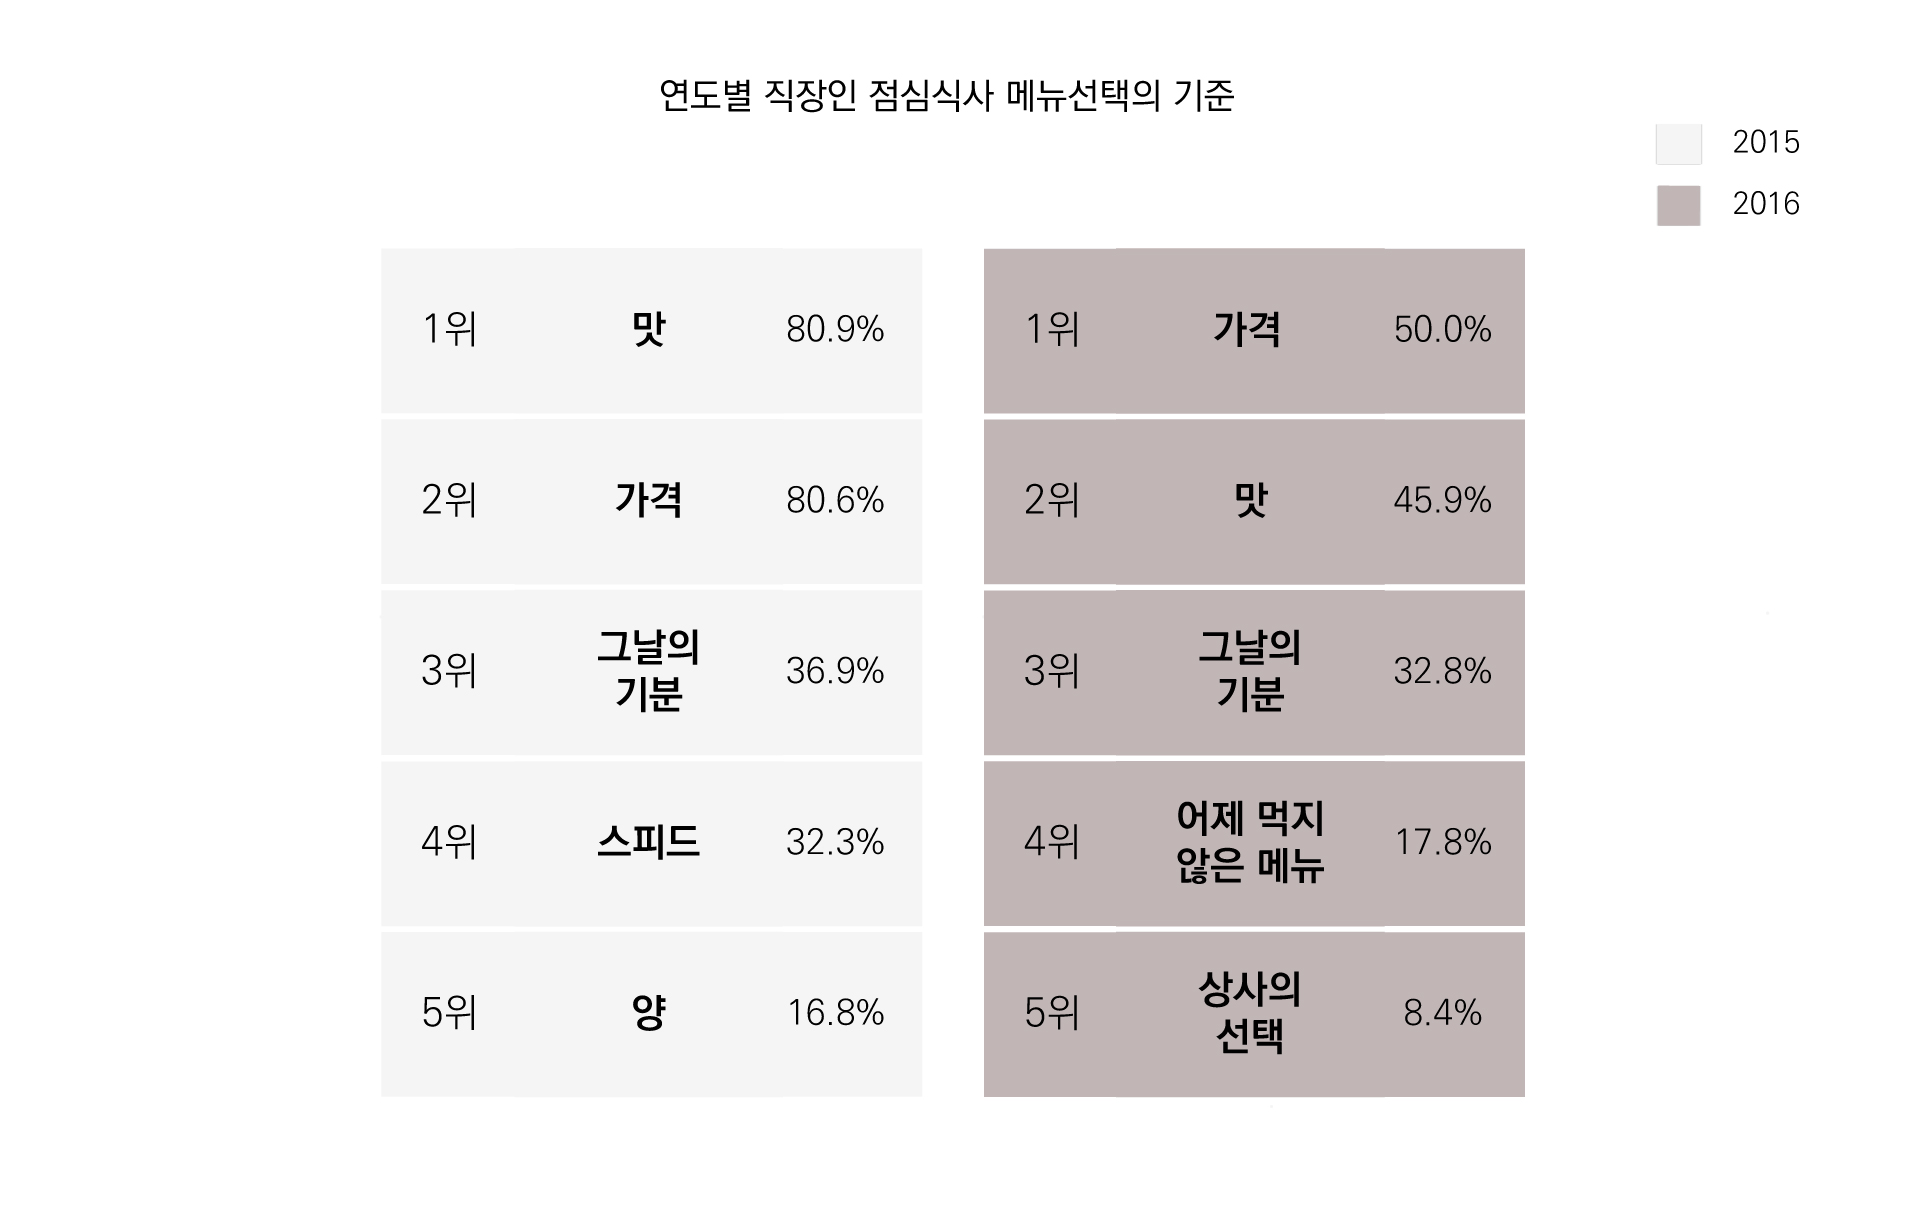 연도별 직장인 점심식사 메뉴선택의 기준
2015
2016
1위 맛 80.9%
2위 가격 80.6%
3위 그날의 기분 36.9%
4위 스피드 32.3%
5위 양 16.8%
1위 가격 50.0%
2위 맛 45.9%
3위 그날의 기분 32.8%
4위 어제 먹지 않은 메뉴 17.8%
5위 상사의 선택 8.4%